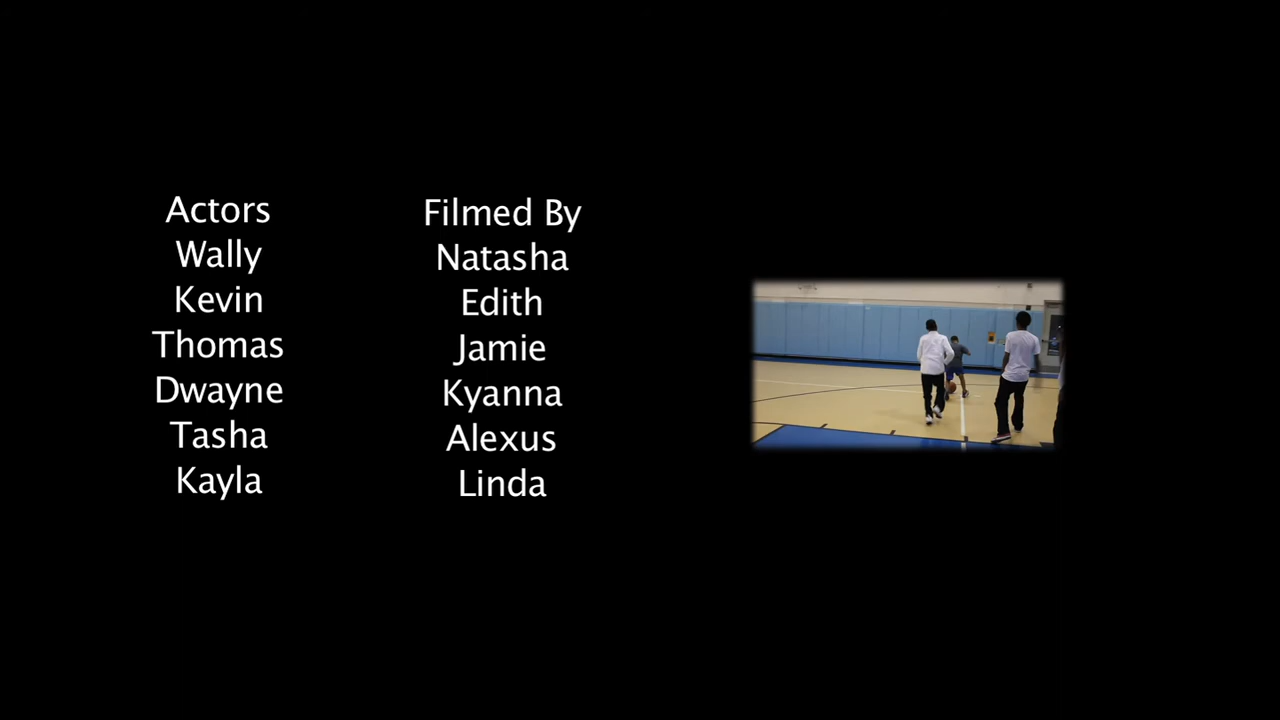 Actors
Wally
Kevin
Thomas
Dwayne
Tasha
Kayla
Filmed By
Natasha
Edith
Jamie
Kyanna
Alexus
Linda